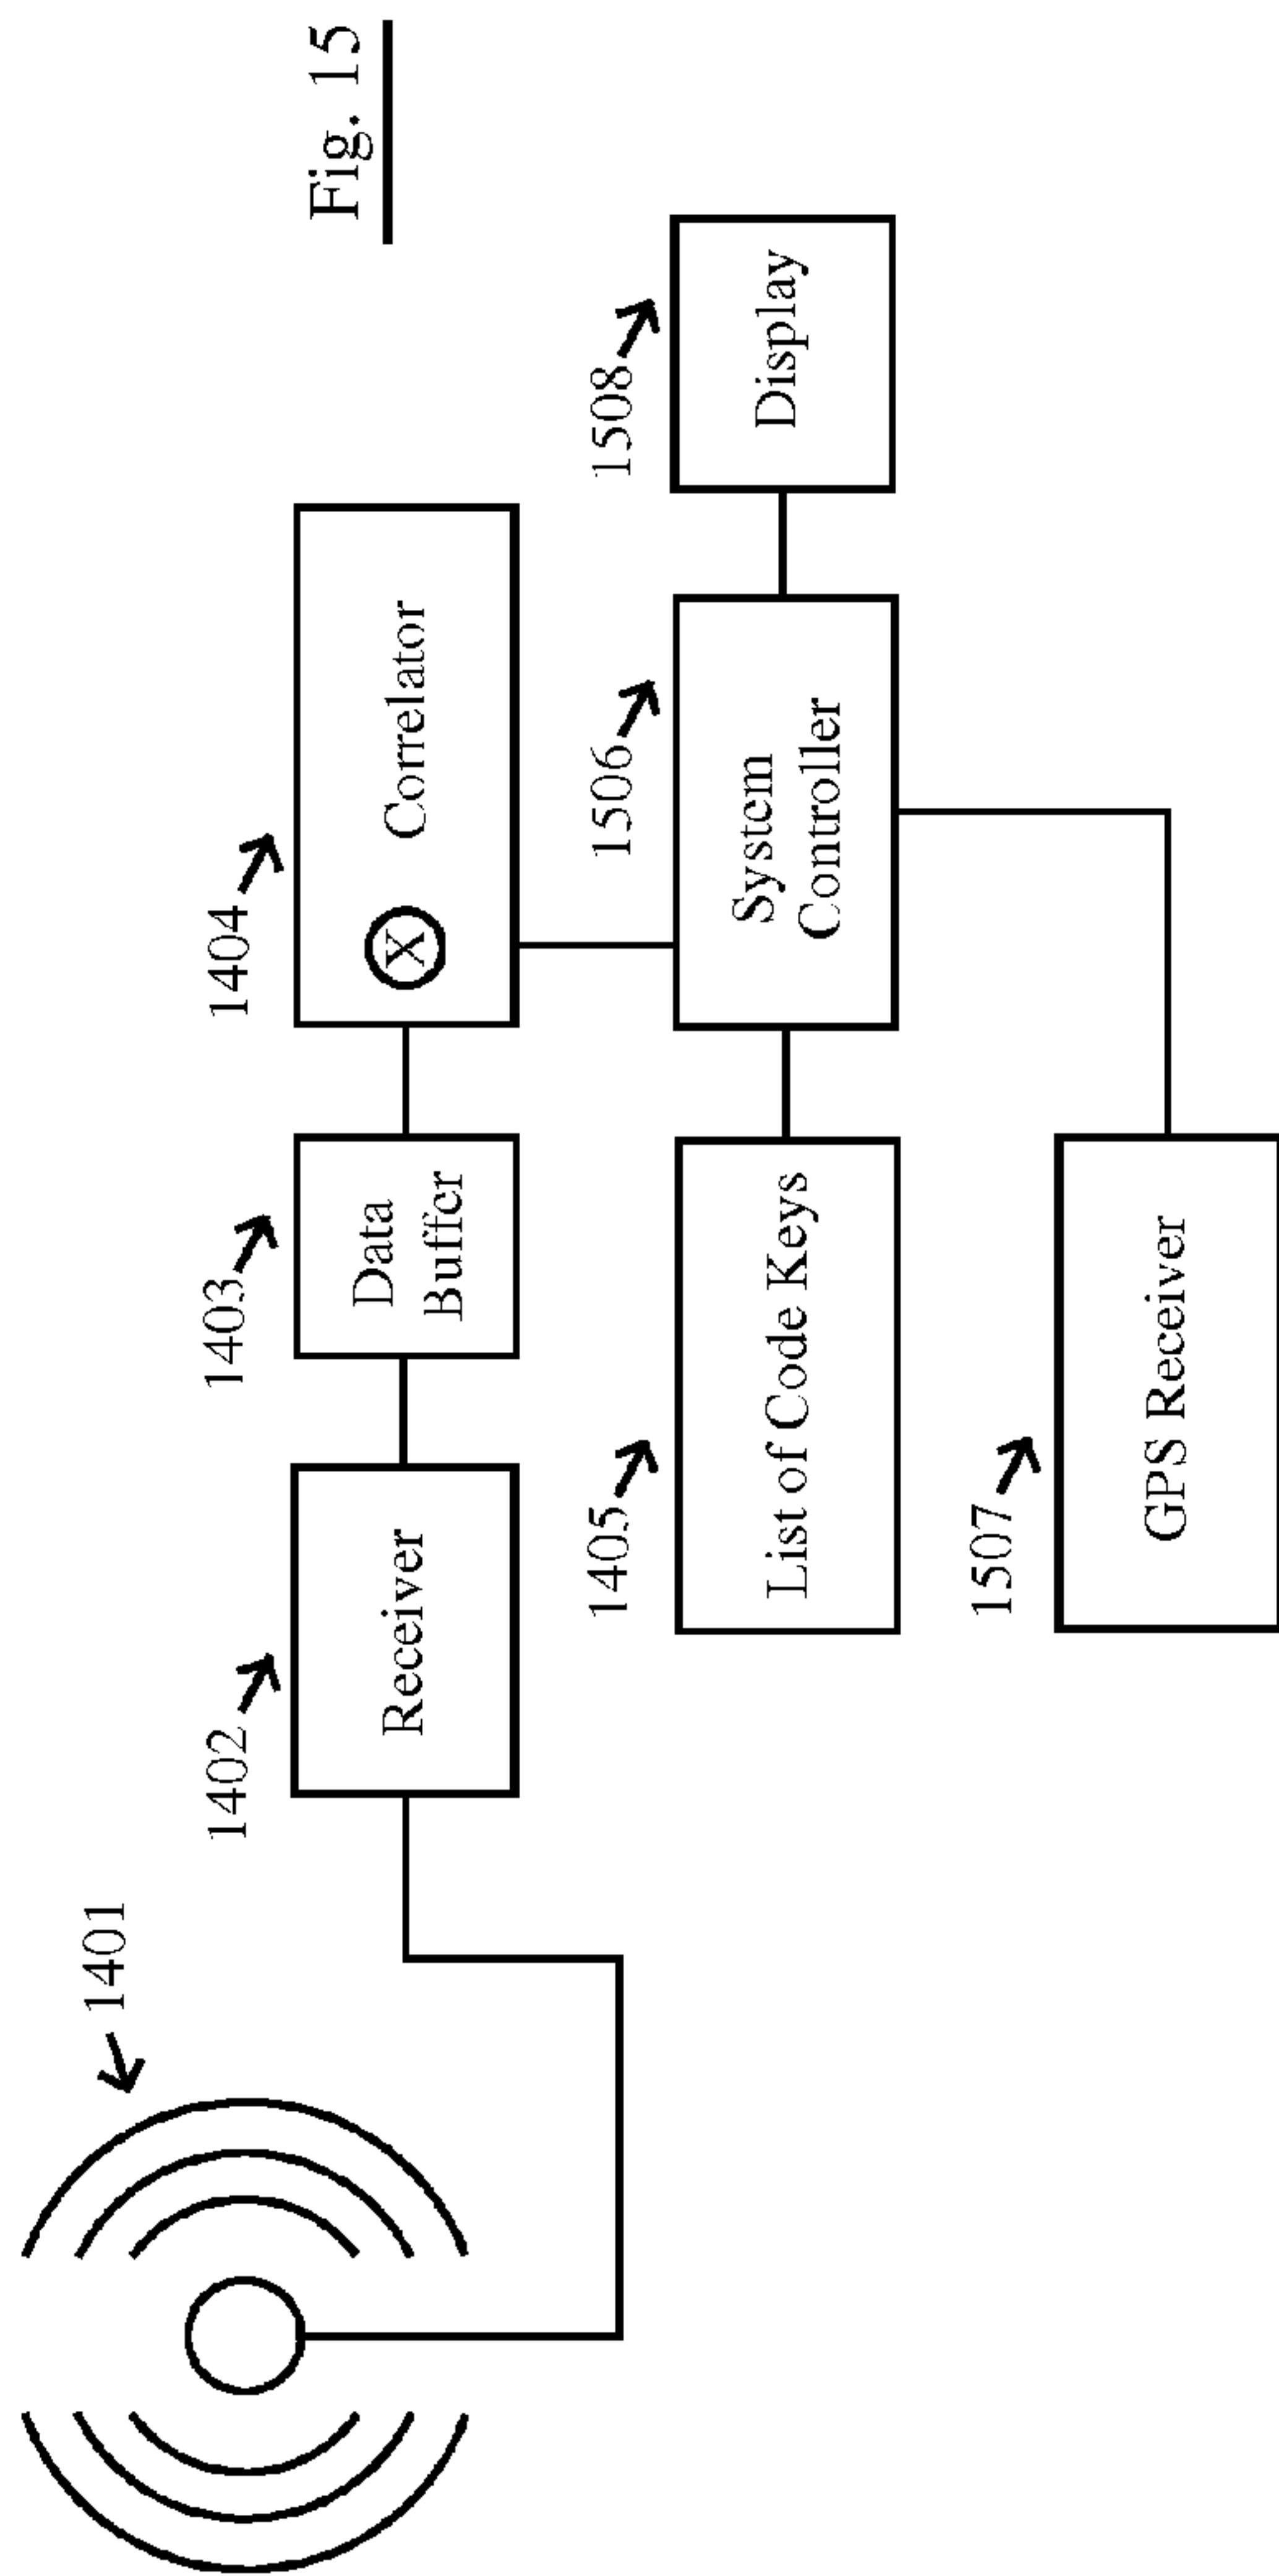 Fig. 15
1401
1402
Receiver
1403
Data
Buffer
1404
X
Correlator
1405
List of Code Keys
1506
System
Controller
1508
Display
1507
GPS Receiver